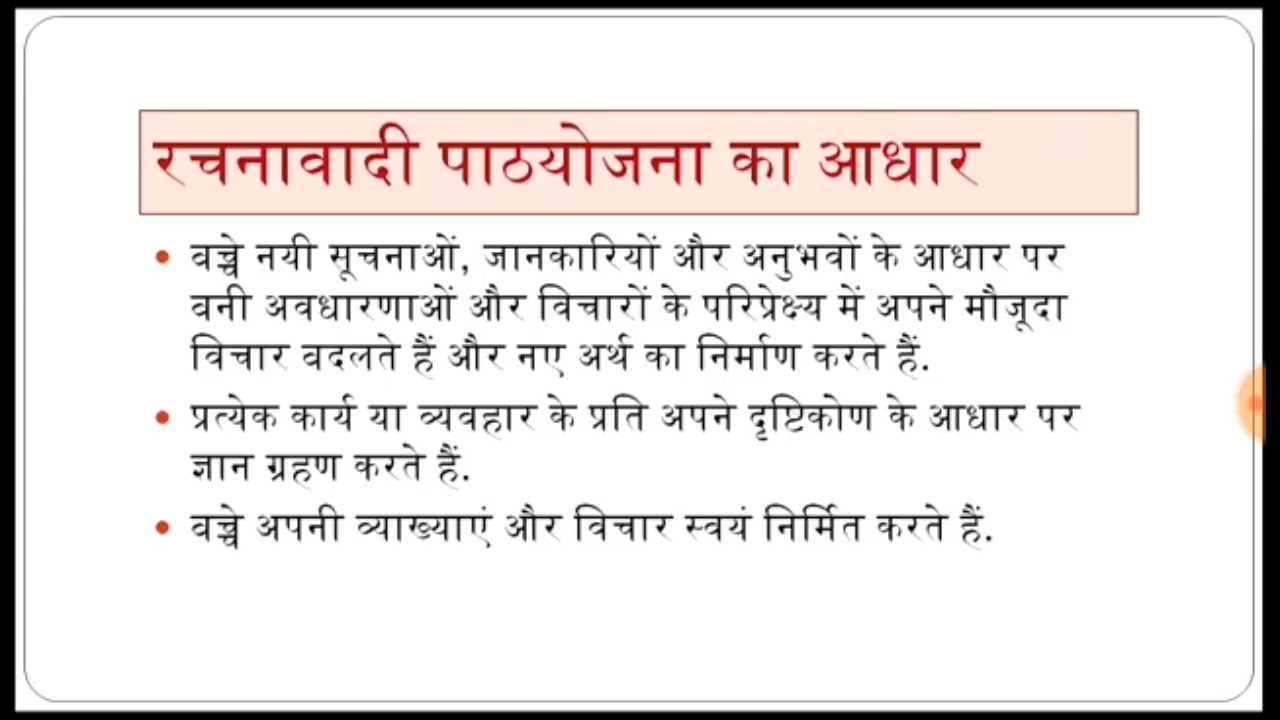 रचनावादी पाठयोजना का आधार
• बच्चे नयी सूचनाओं, जानकारियों और अनुभवों के आधार पर
बनी अवधारणाओं और विचारों के परिप्रेक्ष्य में अपने मौजूदा
विचार बदलते हैं और नए अर्थ का निर्माण करते हैं.
• प्रत्येक कार्य या व्यवहार के प्रति अपने दृष्टिकोण के आधार पर
ज्ञान ग्रहण करते हैं.
• बच्चे अपनी व्याख्याएं और विचार स्वयं निर्मित करते हैं.